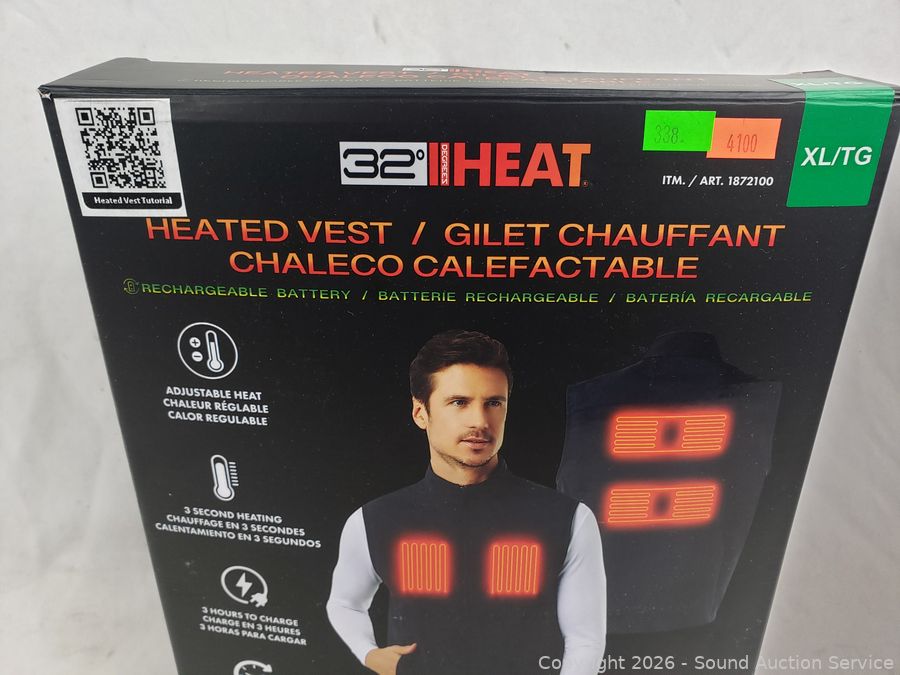 Heated Vest Tutorial
32°
DEGREES
HEAT
338.
4100
XL/TG
ITM. / ART. 1872100
HEATED VEST / GILET CHAUFFANT
CHALECO CALEFACTABLE
RECHARGEABLE BATTERY / BATTERIE RECHARGEABLE / BATERÍA RECARGABLE
ADJUSTABLE HEAT
CHALEUR RÉGLABLE
CALOR REGULABLE
3 SECOND HEATING
CHAUFFAGE EN 3 SECONDES
CALENTAMIENTO EN 3 SEGUNDOS
3 HOURS TO CHARGE
CHARGE EN 3 HEURES
3 HORAS PARA CARGAR
Copyright 2026 - Sound Auction Service